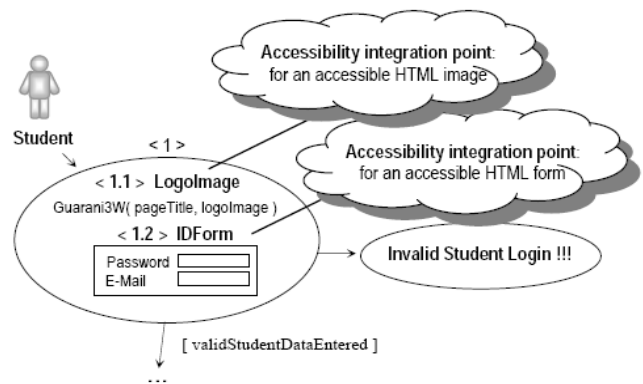 Accessibility integration point:
for an accessible HTML image
Student
< 1 >
Accessibility integration point:
for an accessible HTML form
< 1.1 > LogoImage
Guarani3W( pageTitle, logoImage )
< 1.2 > IDForm
Password
E-Mail
Invalid Student Login !!!
[ validStudentDataEntered ]
...